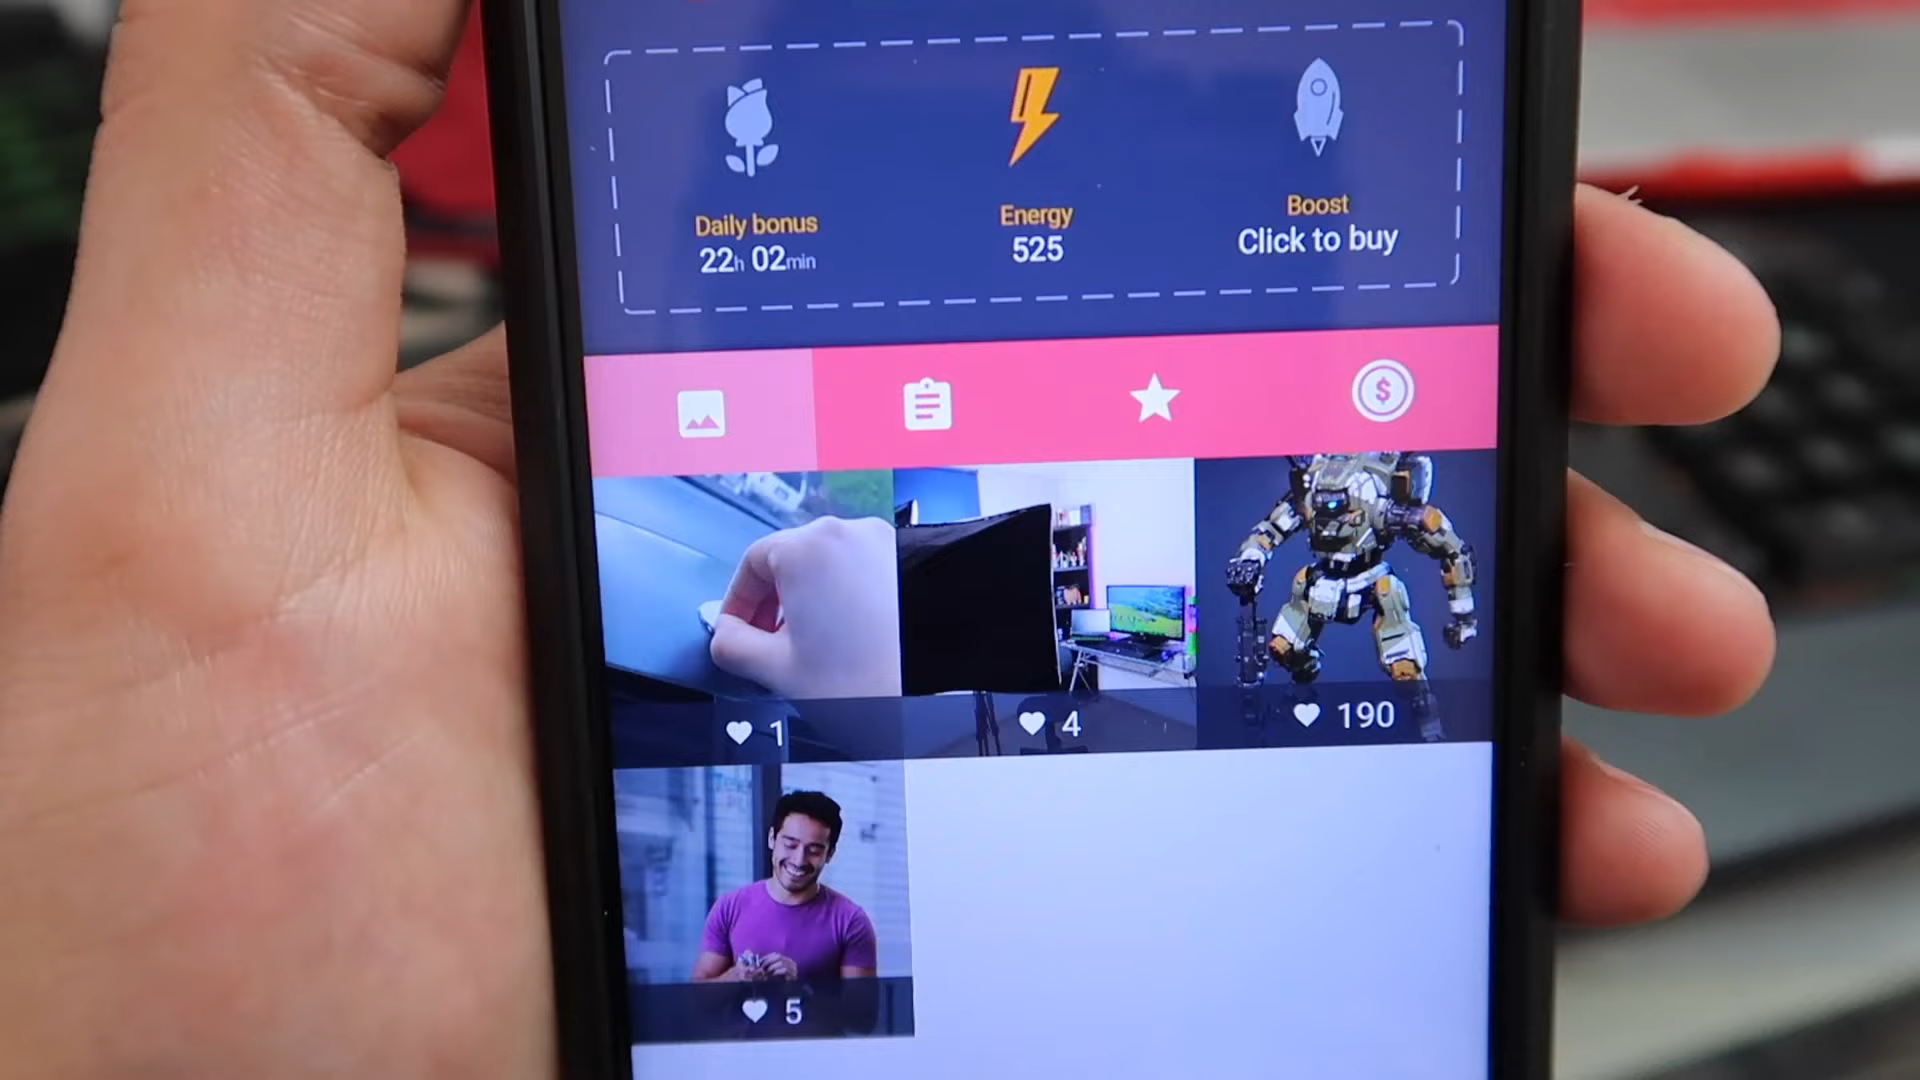 Daily bonus
22h 02min
Energy
525
Boost
Click to buy
$
1
4
190
5